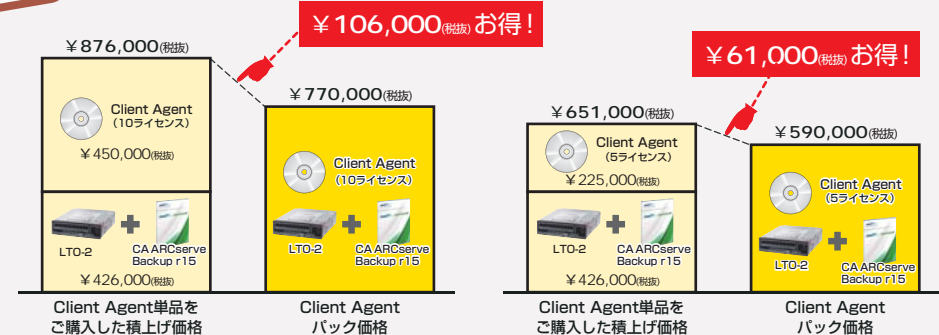 ￥106,000(税抜)お得！
￥876,000(税抜)
￥770,000(税抜)
Client Agent
（10ライセンス）
￥450,000(税抜)
LTO-2
CA ARCserve
Backup r15
￥426,000(税抜)
Client Agent
（10ライセンス）
LTO-2
CA ARCserve
Backup r15
Client Agent単品を
ご購入した積上げ価格
Client Agent
パック価格
￥61,000(税抜)お得！
￥651,000(税抜)
￥590,000(税抜)
Client Agent
（5ライセンス）
￥225,000(税抜)
LTO-2
CA ARCserve
Backup r15
￥426,000(税抜)
Client Agent
（5ライセンス）
LTO-2
CA ARCserve
Backup r15
Client Agent単品を
ご購入した積上げ価格
Client Agent
パック価格